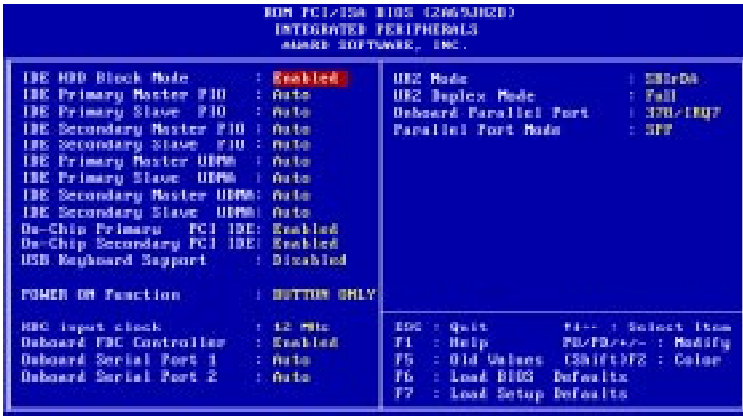 ROM PCI/ISA BIOS (2A69JH2B)
INTEGRATED PERIPHERALS
AWARD SOFTWARE, INC.
IDE HDD Block Mode : Enabled
IDE Primary Master PIO : Auto
IDE Primary Slave PIO : Auto
IDE Secondary Master PIO : Auto
IDE Secondary Slave PIO : Auto
IDE Primary Master UDMA : Auto
IDE Primary Slave UDMA : Auto
IDE Secondary Master UDMA: Auto
IDE Secondary Slave UDMA: Auto
On-Chip Primary PCI IDE: Enabled
On-Chip Secondary PCI IDE: Enabled
USB Keyboard Support : Disabled
POWER ON Function : BUTTON ONLY
KBC input clock : 12 MHz
Onboard FDC Controller : Enabled
Onboard Serial Port 1 : Auto
Onboard Serial Port 2 : Auto
UR2 Mode :
UR2 Duplex Mode : Full
Onboard Parallel Port : 378/IRQ7
Parallel Port Mode : SPP
ESC : Quit : Select Item
F1 : Help PU/PD/+/- : Modify
F5 : Old Values (Shift)F2 : Color
F6 : Load BIOS Defaults
F7 : Load Setup Defaults